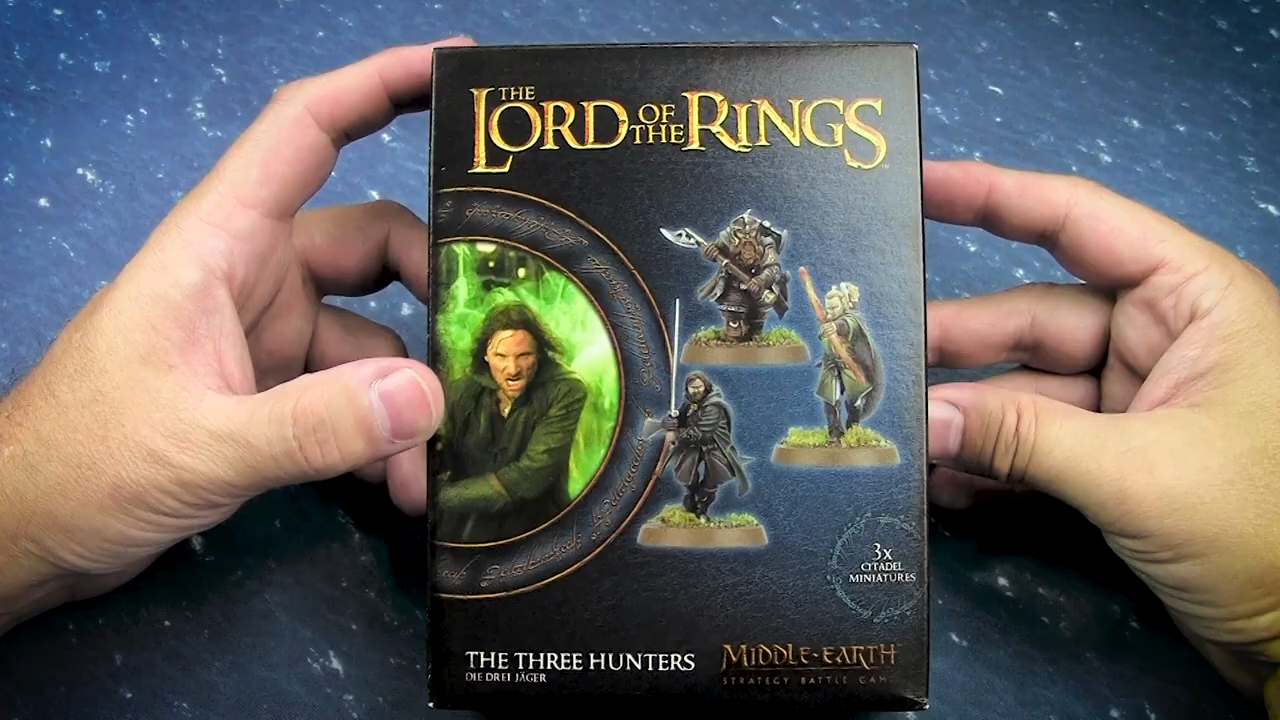 THE
LORD OF THE RINGS
3x
CITADEL
MINIATURES
THE THREE HUNTERS
DIE DREI JÄGER
MIDDLE-EARTH
STRATEGY BATTLE GAME